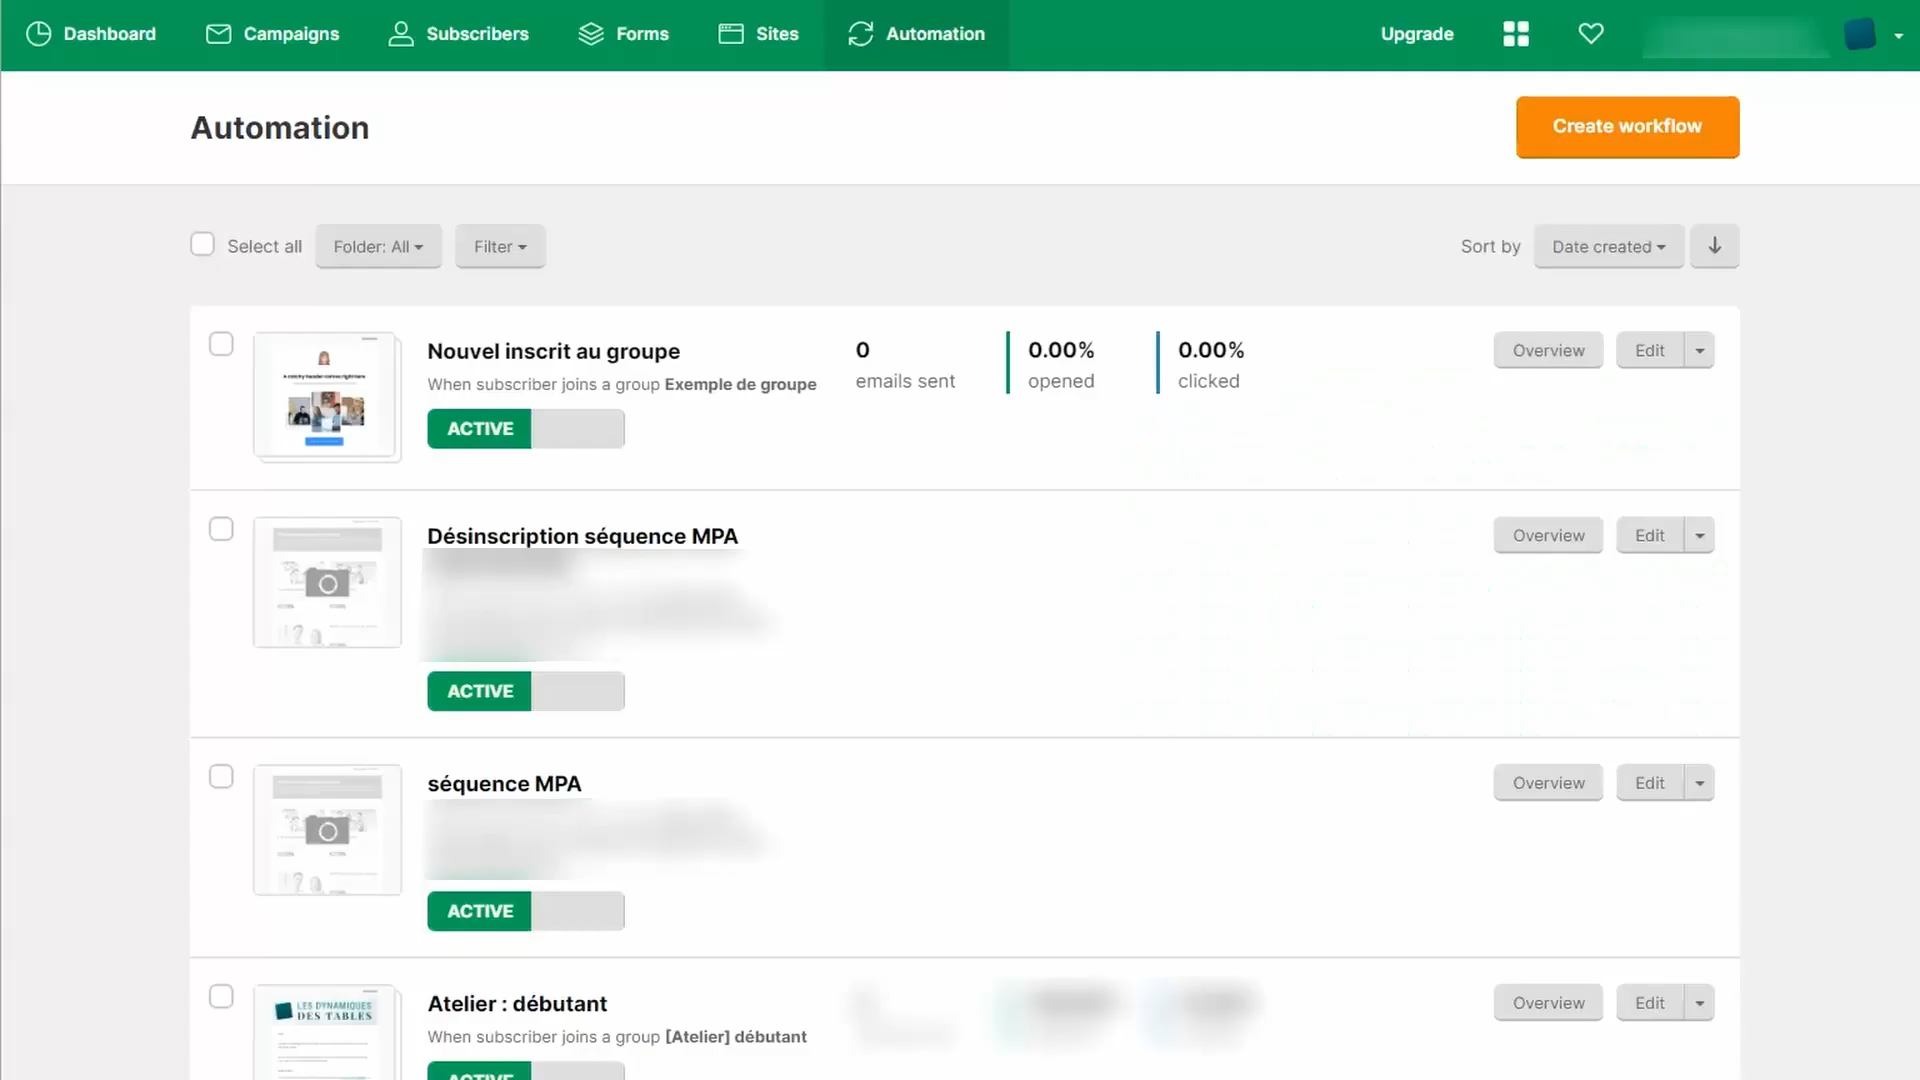 Dashboard
Campaigns
Subscribers
Forms
Sites
Automation
Upgrade
Automation
Create workflow
Select all
Folder: All
Filter
Sort by
Date created
Nouvel inscrit au groupe
0
0.00%
0.00%
Overview
Edit
When subscriber joins a group Exemple de groupe
emails sent
opened
clicked
ACTIVE
Désinscription séquence MPA
Overview
Edit
ACTIVE
séquence MPA
Overview
Edit
ACTIVE
LES DYNAMIQUES
DES TABLES
Atelier : débutant
Overview
Edit
When subscriber joins a group [Atelier] débutant
ACTIVE